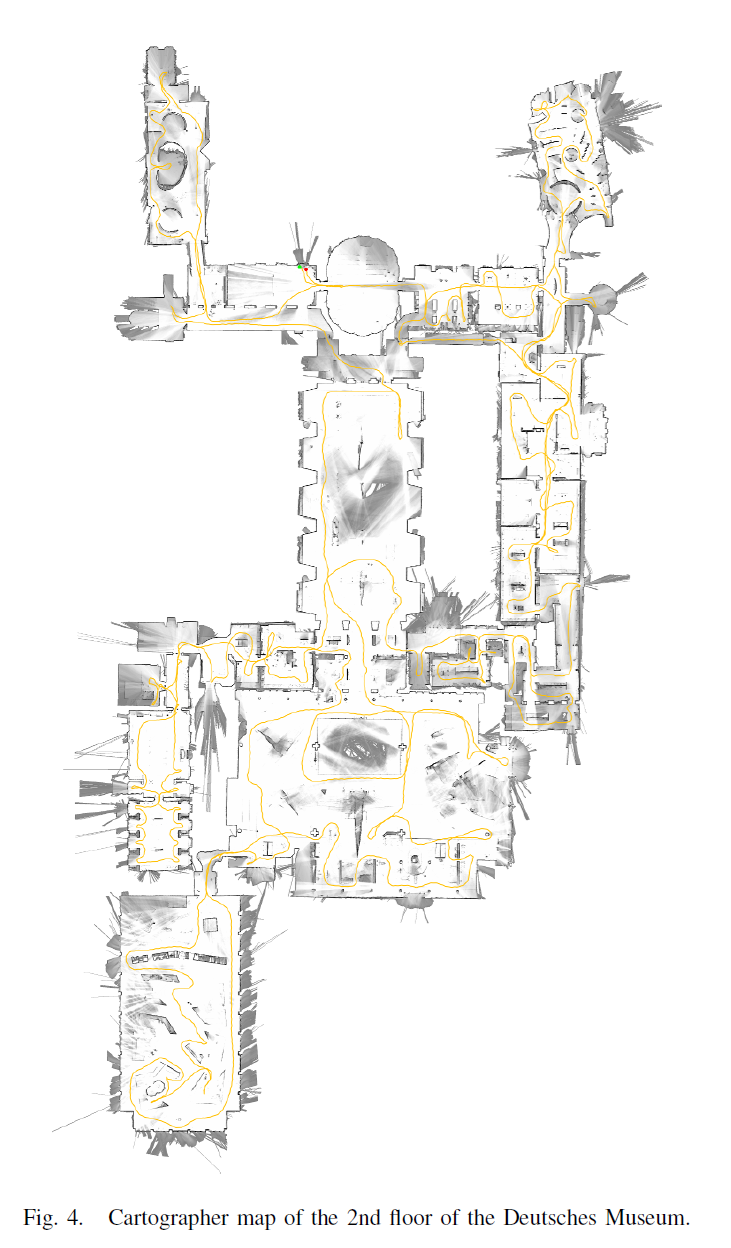 Fig. 4. Cartographer map of the 2nd floor of the Deutsches Museum.